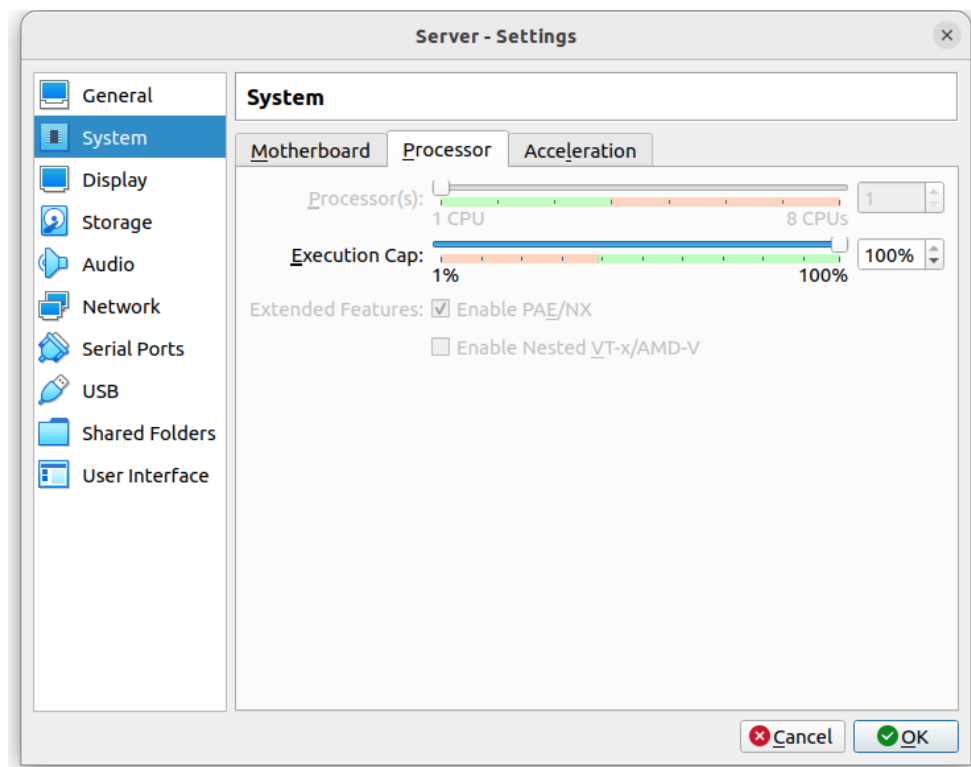 Server - Settings
General
System
Display
Storage
Audio
Network
Serial Ports
USB
Shared Folders
User Interface
System
Motherboard Processor Acceleration
Processor(s): 1
1 CPU 8 CPUs
Execution Cap: 100%
1% 100%
Extended Features: Enable PAE/NX
Enable Nested VT-x/AMD-V
Cancel OK